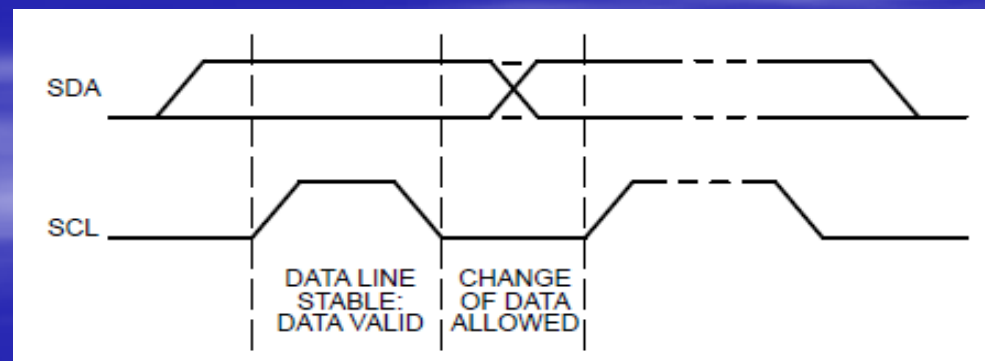 SDA
SCL
DATA LINE
STABLE:
DATA VALID
CHANGE
OF DATA
ALLOWED